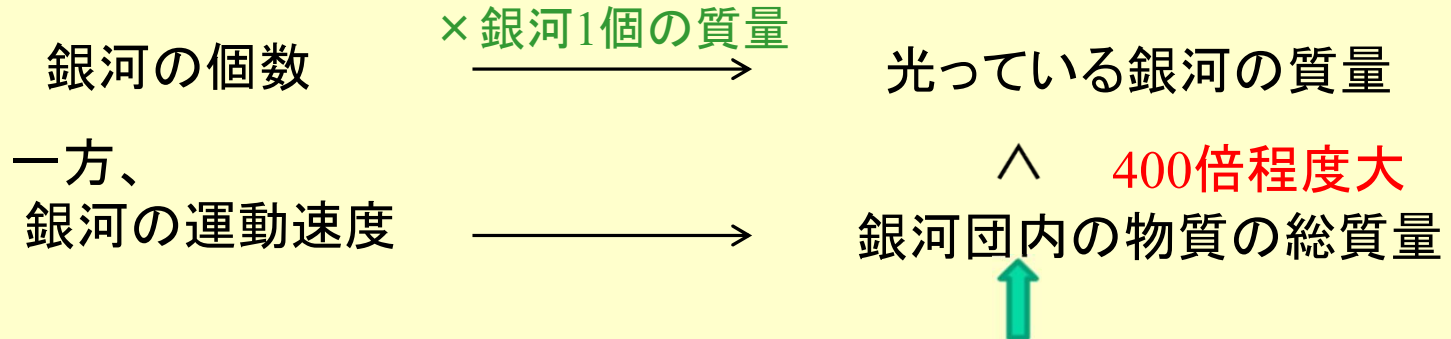 ×銀河1個の質量
銀河の個数
光っている銀河の質量
一方、
∧ 400倍程度大
銀河の運動速度
銀河団内の物質の総質量